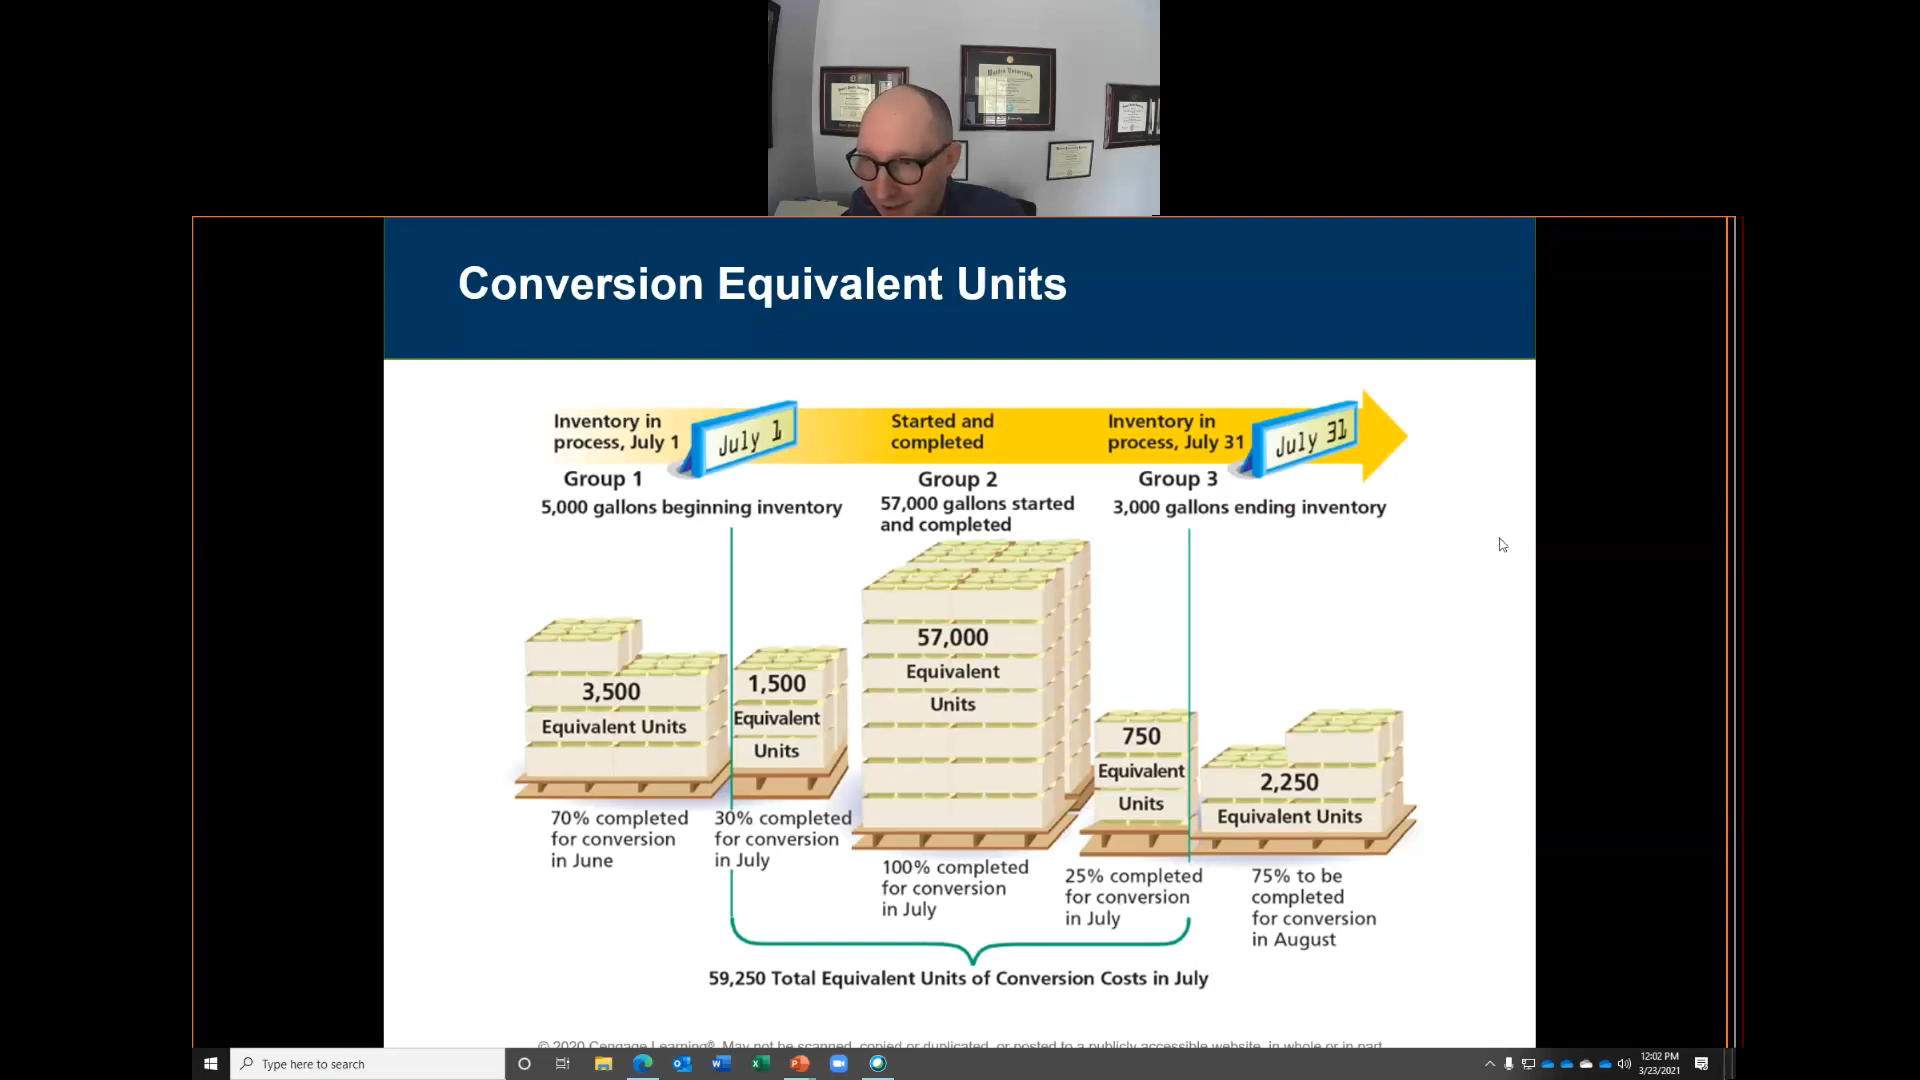 Conversion Equivalent Units
Inventory in
process, July 1
July 1
Started and
completed
Inventory in
process, July 31
July 31
Group 1
5,000 gallons beginning inventory
Group 2
57,000 gallons started
and completed
Group 3
3,000 gallons ending inventory
3,500
Equivalent Units
1,500
Equivalent
Units
57,000
Equivalent
Units
750
Equivalent
Units
2,250
Equivalent Units
70% completed
for conversion
in June
30% completed
for conversion
in July
100% completed
for conversion
in July
25% completed
for conversion
in July
75% to be
completed
for conversion
in August
59,250 Total Equivalent Units of Conversion Costs in July
© 2020 Cengage Learning®. May not be scanned, copied or duplicated, or posted to a publicly accessible website, in whole or in part.
Type here to search
12:02 PM
3/23/2021